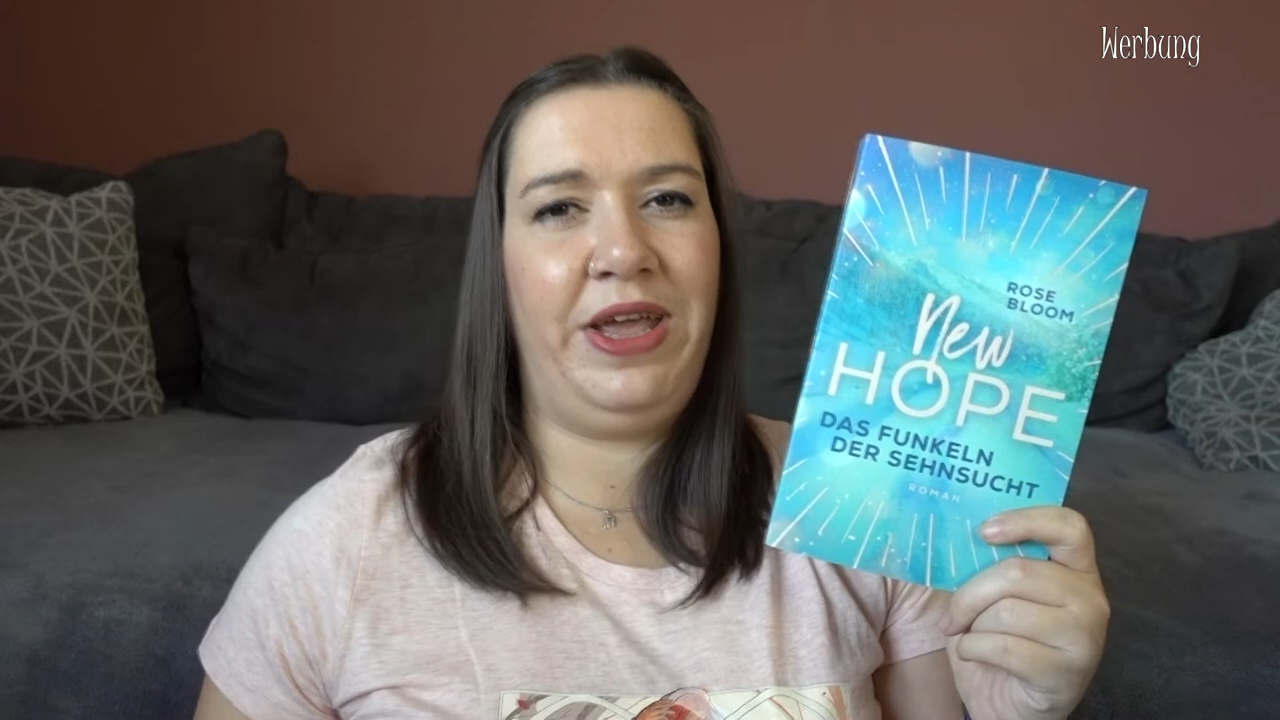 Werbung
ROSE
BLOOM
New
HOPE
DAS FUNKELN
DER SEHNSUCHT
ROMAN